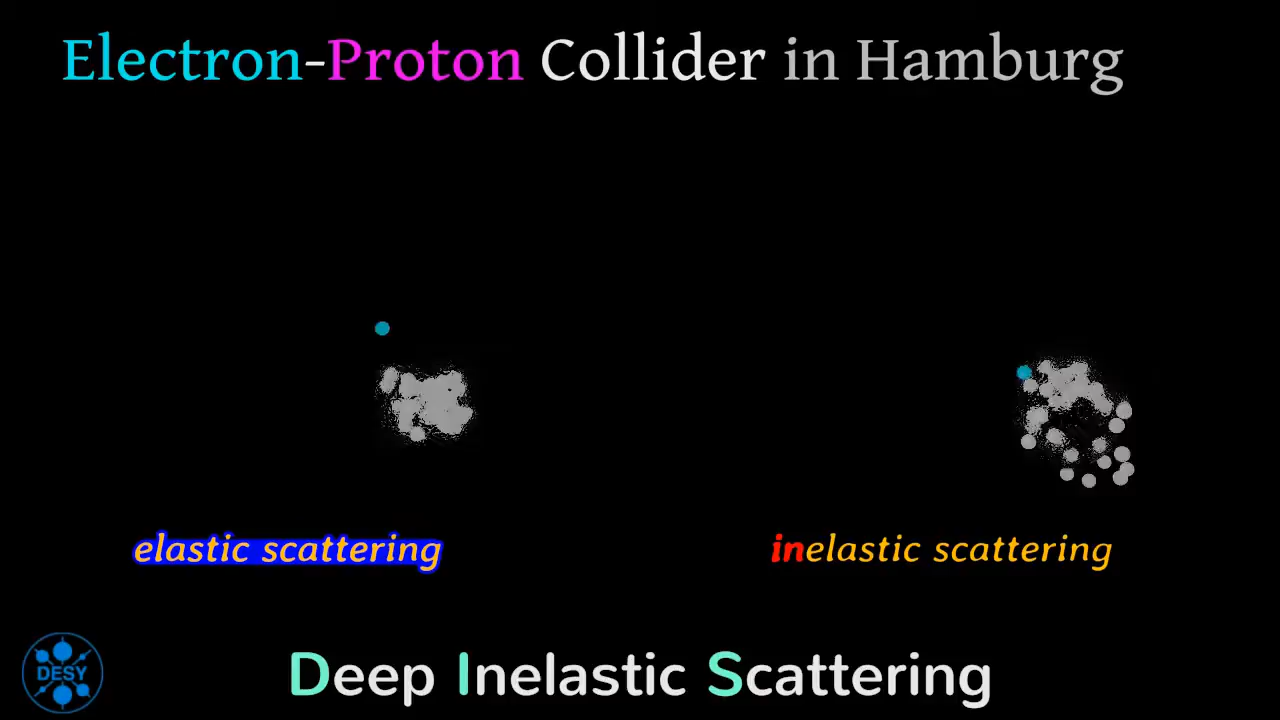 Electron-Proton Collider in Hamburg
elastic scattering
inelastic scattering
DESY
Deep Inelastic Scattering